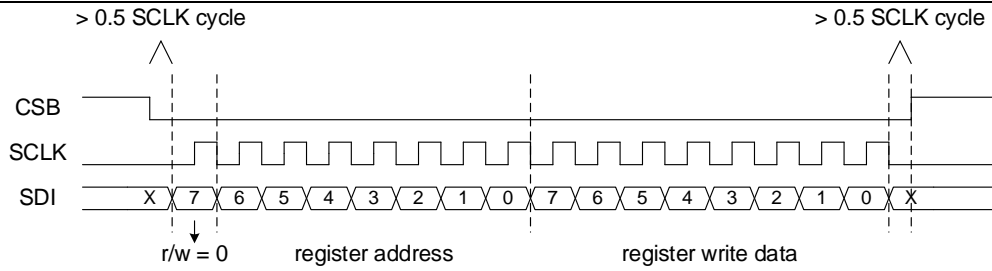 > 0.5 SCLK cycle > 0.5 SCLK cycle
CSB
SCLK
SDI X 7 6 5 4 3 2 1 0 7 6 5 4 3 2 1 0 X
r/w = 0 register address register write data